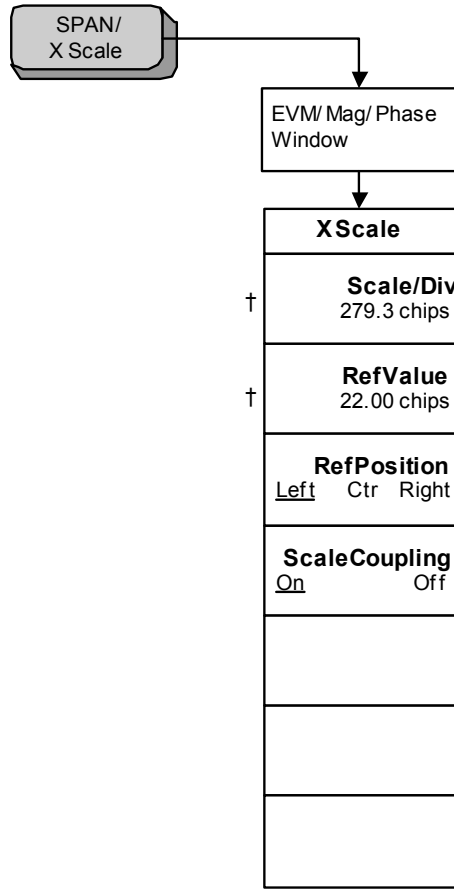 SPAN/
X Scale
EVM/ Mag/ Phase
Window
X Scale
† Scale/Div
279.3 chips
† RefValue
22.00 chips
RefPosition
Left Ctr Right
ScaleCoupling
On Off